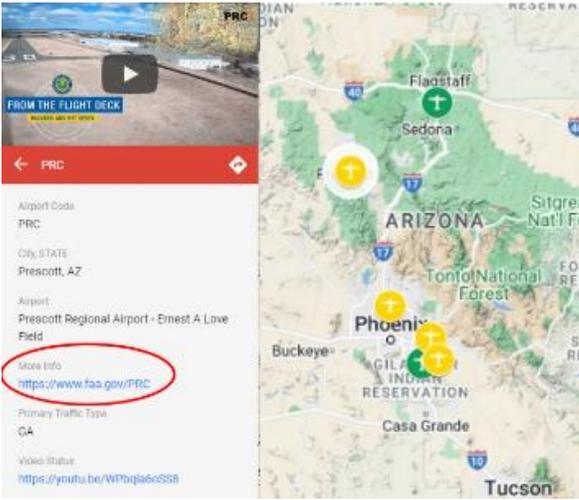 PRC
FROM THE FLIGHT DECK
PRC
Airport Code
PRC
City, STATE
Prescott, AZ
Airport
Prescott Regional Airport - Ernest A Love
Field
More Info
https://www.faa.gov/PRC
Primary Traffic Type
GA
Video Status
https://youtu.be/WPbqla6oSS8
40
Flagstaff
Sedona
17
ARIZONA
Sitgre
Nat'l F
17
Tonto National
Forest
Phoenix
Buckeye
GILA R
INDIAN
RESERVATION
Casa Grande
10
Tucson